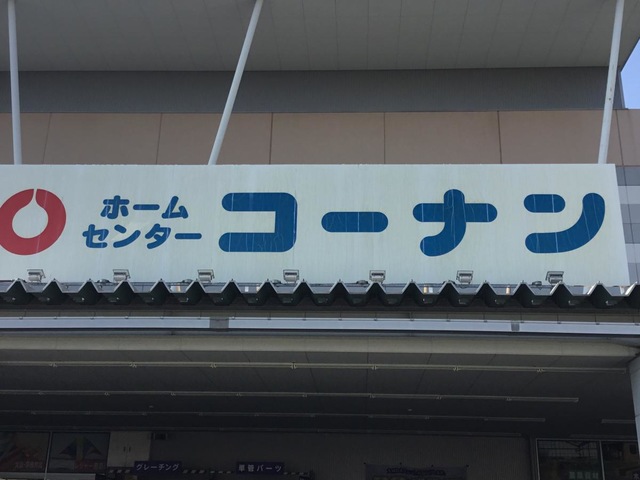 ホーム
センター
コーナン
グレーチング
単管パーツ